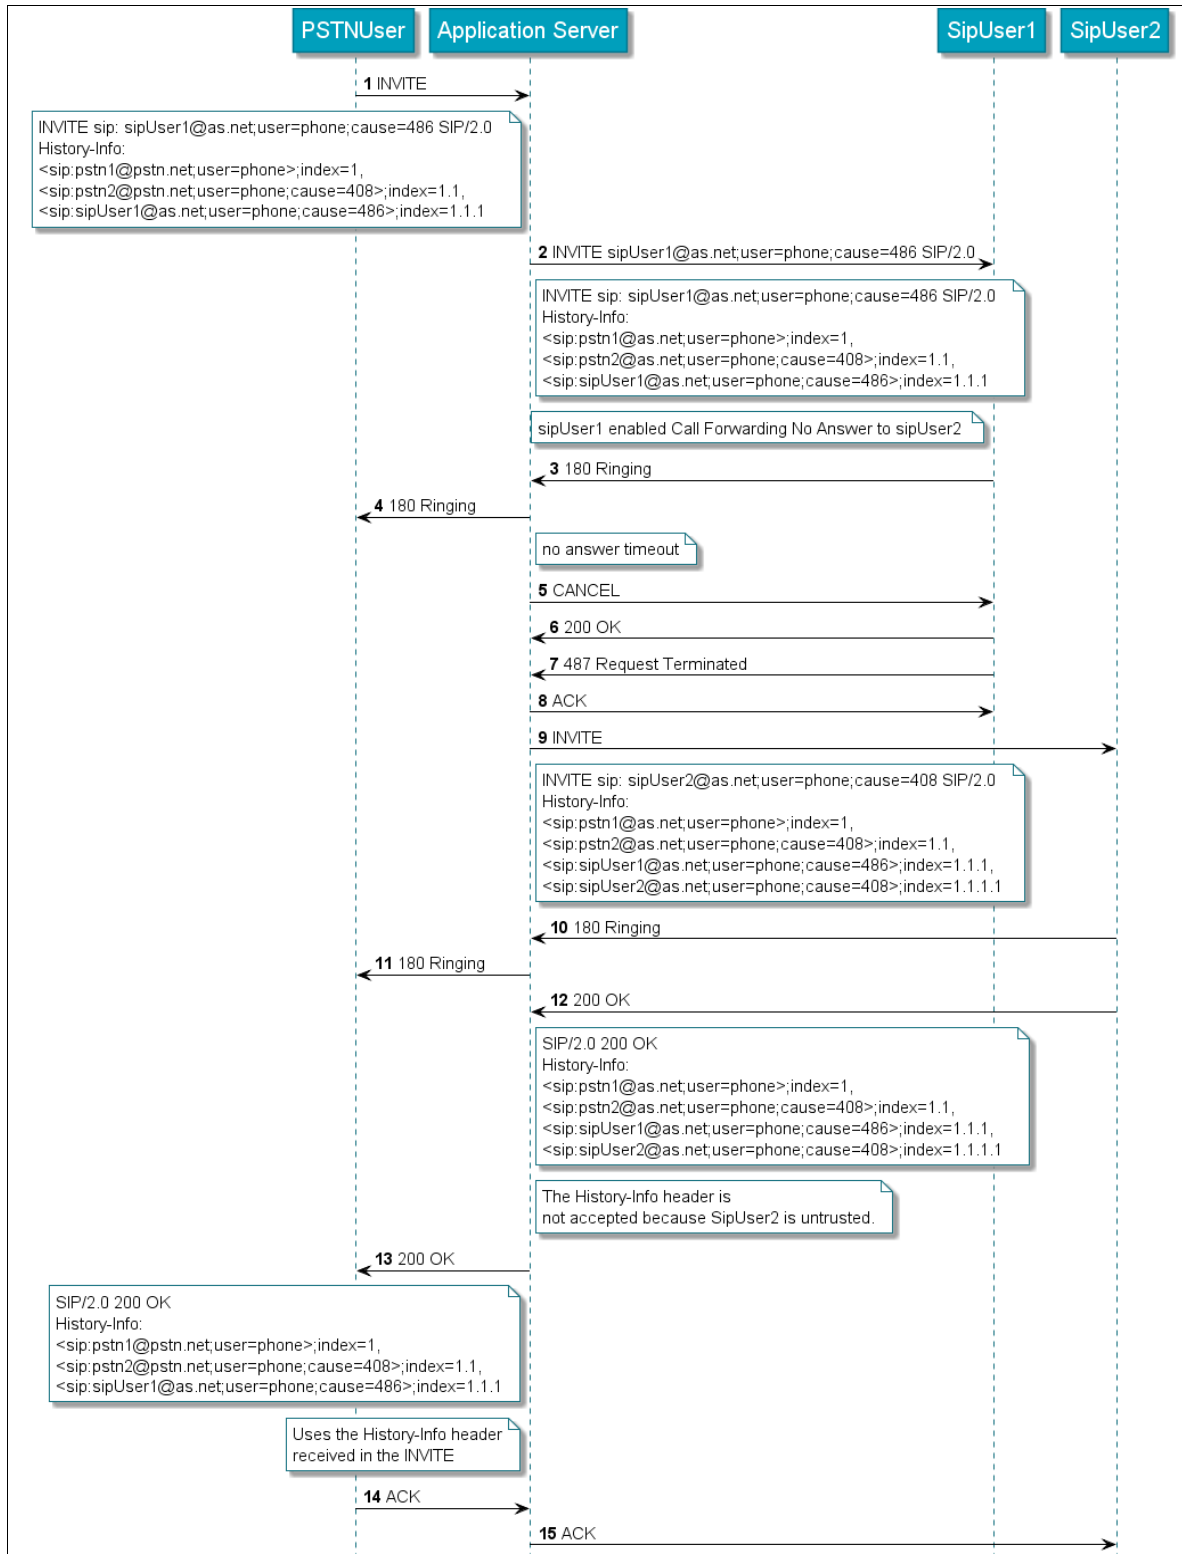 PSTNUser
Application Server
SipUser1
SipUser2
1 INVITE
INVITE sip: sipUser1@as.net;user=phone;cause=486 SIP/2.0
History-Info:
<sip:pstn1@pstn.net;user=phone>;index=1,
<sip:pstn2@pstn.net;user=phone;cause=408>;index=1.1,
<sip:sipUser1@as.net;user=phone;cause=486>;index=1.1.1
2 INVITE sipUser1@as.net;user=phone;cause=486 SIP/2.0
INVITE sip: sipUser1@as.net;user=phone;cause=486 SIP/2.0
History-Info:
<sip:pstn1@as.net;user=phone>;index=1,
<sip:pstn2@as.net;user=phone;cause=408>;index=1.1,
<sip:sipUser1@as.net;user=phone;cause=486>;index=1.1.1
sipUser1 enabled Call Forwarding No Answer to sipUser2
3 180 Ringing
4 180 Ringing
no answer timeout
5 CANCEL
6 200 OK
7 487 Request Terminated
8 ACK
9 INVITE
INVITE sip: sipUser2@as.net;user=phone;cause=408 SIP/2.0
History-Info:
<sip:pstn1@as.net;user=phone>;index=1,
<sip:pstn2@as.net;user=phone;cause=408>;index=1.1,
<sip:sipUser1@as.net;user=phone;cause=486>;index=1.1.1,
<sip:sipUser2@as.net;user=phone;cause=408>;index=1.1.1.1
10 180 Ringing
11 180 Ringing
12 200 OK
SIP/2.0 200 OK
History-Info:
<sip:pstn1@as.net;user=phone>;index=1,
<sip:pstn2@as.net;user=phone;cause=408>;index=1.1,
<sip:sipUser1@as.net;user=phone;cause=486>;index=1.1.1,
<sip:sipUser2@as.net;user=phone;cause=408>;index=1.1.1.1
The History-Info header is
not accepted because SipUser2 is untrusted.
13 200 OK
SIP/2.0 200 OK
History-Info:
<sip:pstn1@pstn.net;user=phone>;index=1,
<sip:pstn2@pstn.net;user=phone;cause=408>;index=1.1,
<sip:sipUser1@as.net;user=phone;cause=486>;index=1.1.1
Uses the History-Info header
received in the INVITE
14 ACK
15 ACK